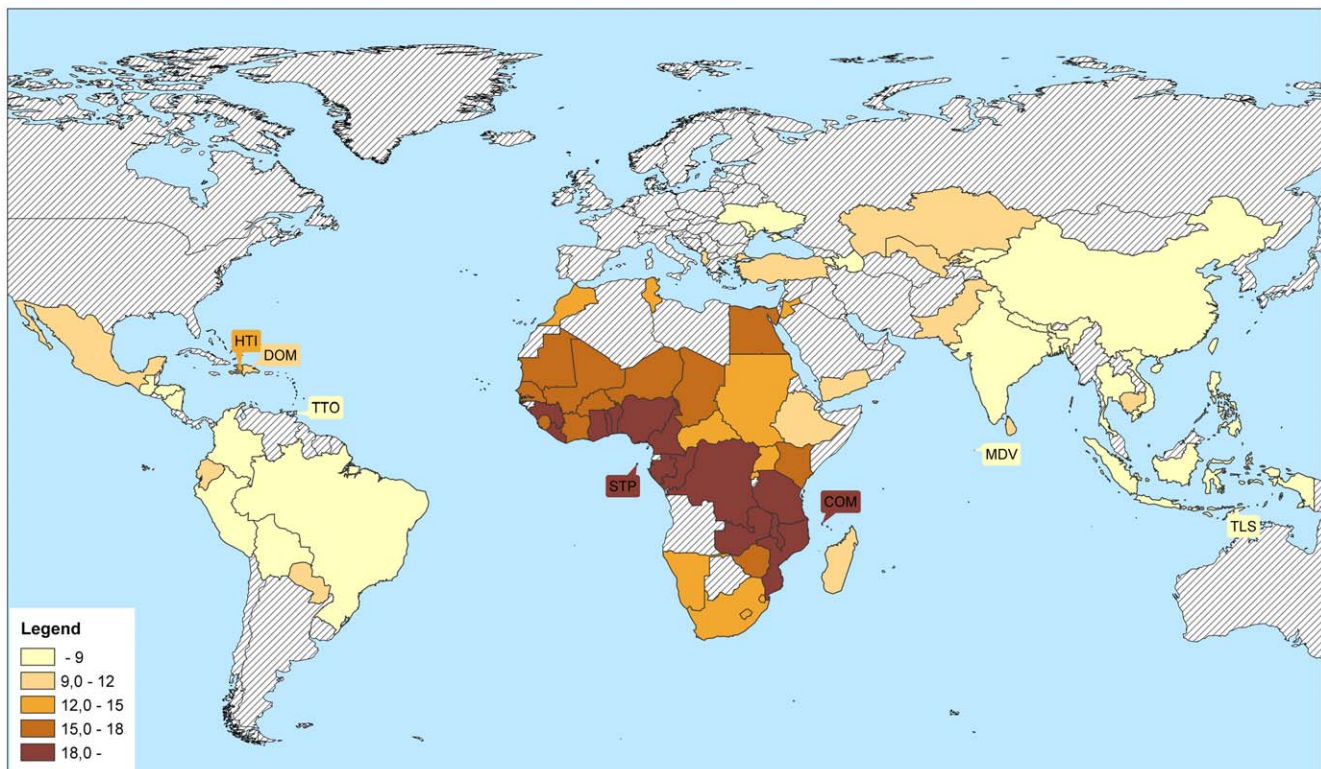 HTI
DOM
TTO
STP
COM
MDV
TLS
Legend
- 9
9,0 - 12
12,0 - 15
15,0 - 18
18,0 -